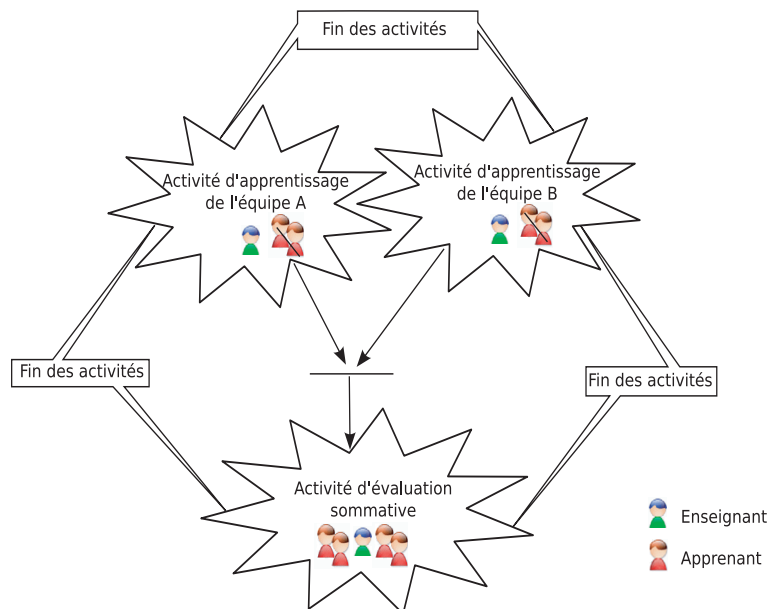 Fin des activités
Activité d'apprentissage
de l'équipe A
Activité d'apprentissage
de l'équipe B
Fin des activités
Fin des activités
Activité d'évaluation
sommative
Enseignant
Apprenant